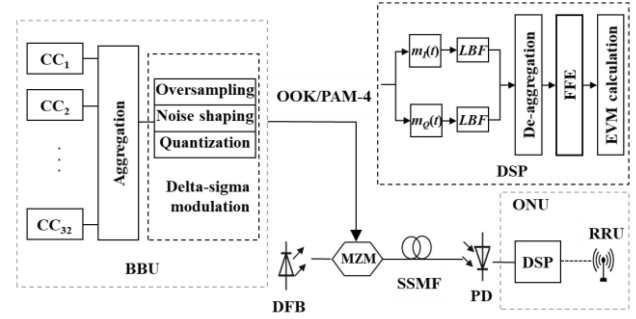 CC1
CC2
.
.
.
CC32
Aggregation
Oversampling
Noise shaping
Quantization
Delta-sigma
modulation
BBU
OOK/PAM-4
mI(t)
LBF
mQ(t)
LBF
De-aggregation
FFE
EVM calculation
DSP
DFB
MZM
SSMF
PD
ONU
DSP
RRU